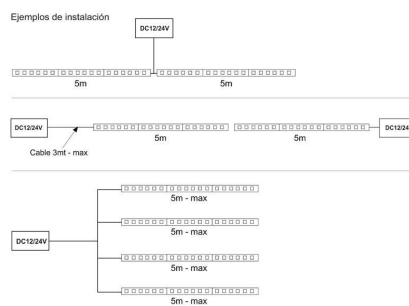 Ejemplos de instalación
DC12/24V
5m 5m
DC12/24V DC12/24
5m 5m
Cable 3mt - max
5m - max
5m - max
DC12/24V
5m - max
5m - max